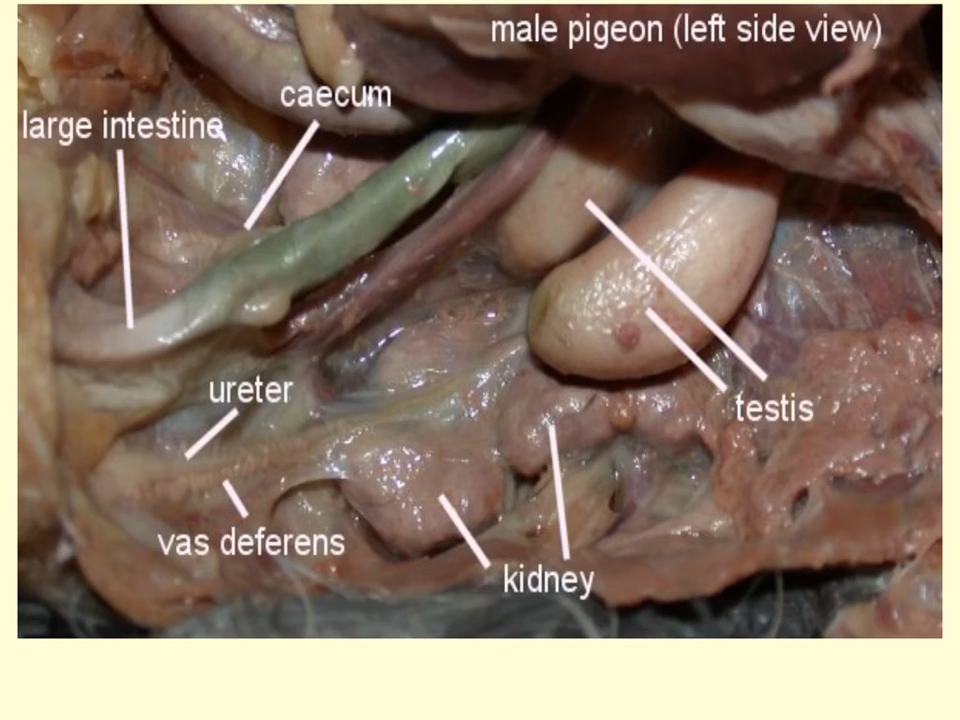 male pigeon (left side view)
caecum
large intestine
ureter
testis
vas deferens
kidney